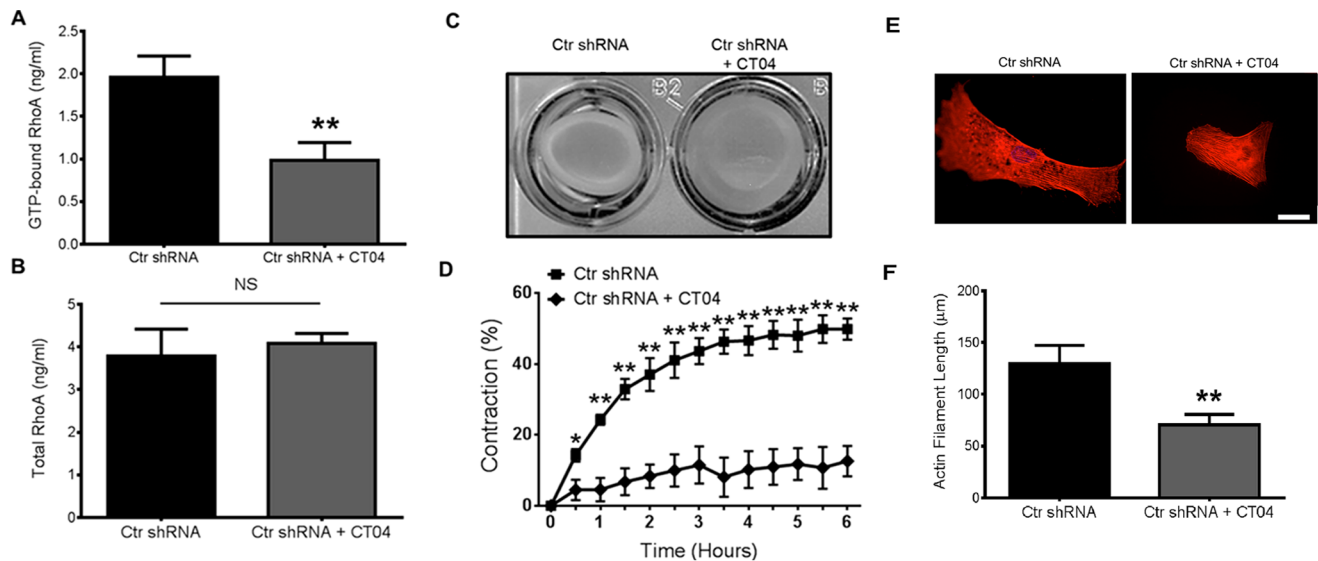 A
GTP-bound RhoA (ng/ml)
2.5
2.0
1.5
1.0
0.5
0.0
**
Ctr shRNA
Ctr shRNA + CT04
B
Total RhoA (ng/ml)
5
4
3
2
1
0
NS
Ctr shRNA
Ctr shRNA + CT04
C
Ctr shRNA
Ctr shRNA
+ CT04
B2
B
D
Ctr shRNA
Ctr shRNA + CT04
Contraction (%)
60
40
20
0
*
**
**
**
**
**
**
**
**
**
**
**
0
1
2
3
4
5
6
Time (Hours)
E
Ctr shRNA
Ctr shRNA + CT04
F
Actin Filament Length (µm)
200
150
100
50
0
**
Ctr shRNA
Ctr shRNA + CT04